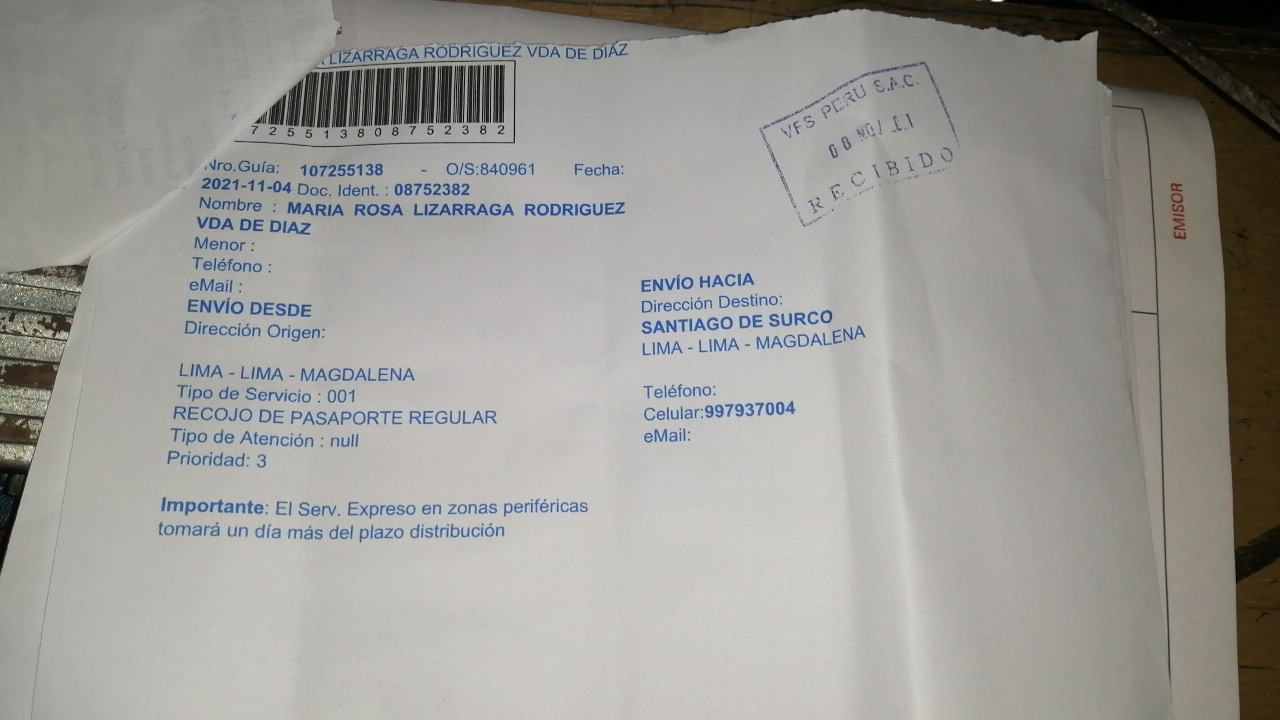 LIZARRAGA RODRIGUEZ VDA DE DIAZ
725513808752382
Nro.Guía: 107255138 - O/S:840961 Fecha:
2021-11-04 Doc. Ident. : 08752382
Nombre : MARIA ROSA LIZARRAGA RODRIGUEZ
VDA DE DIAZ
Menor :
Teléfono :
eMail :
ENVÍO DESDE
Dirección Origen:
LIMA - LIMA - MAGDALENA
Tipo de Servicio : 001
RECOJO DE PASAPORTE REGULAR
Tipo de Atención : null
Prioridad: 3
Importante: El Serv. Expreso en zonas periféricas
tomará un día más del plazo distribución
VFS PERU S.A.C.
RECIBIDO
ENVÍO HACIA
Dirección Destino:
SANTIAGO DE SURCO
LIMA - LIMA - MAGDALENA
Teléfono:
Celular:997937004
eMail:
EMISOR